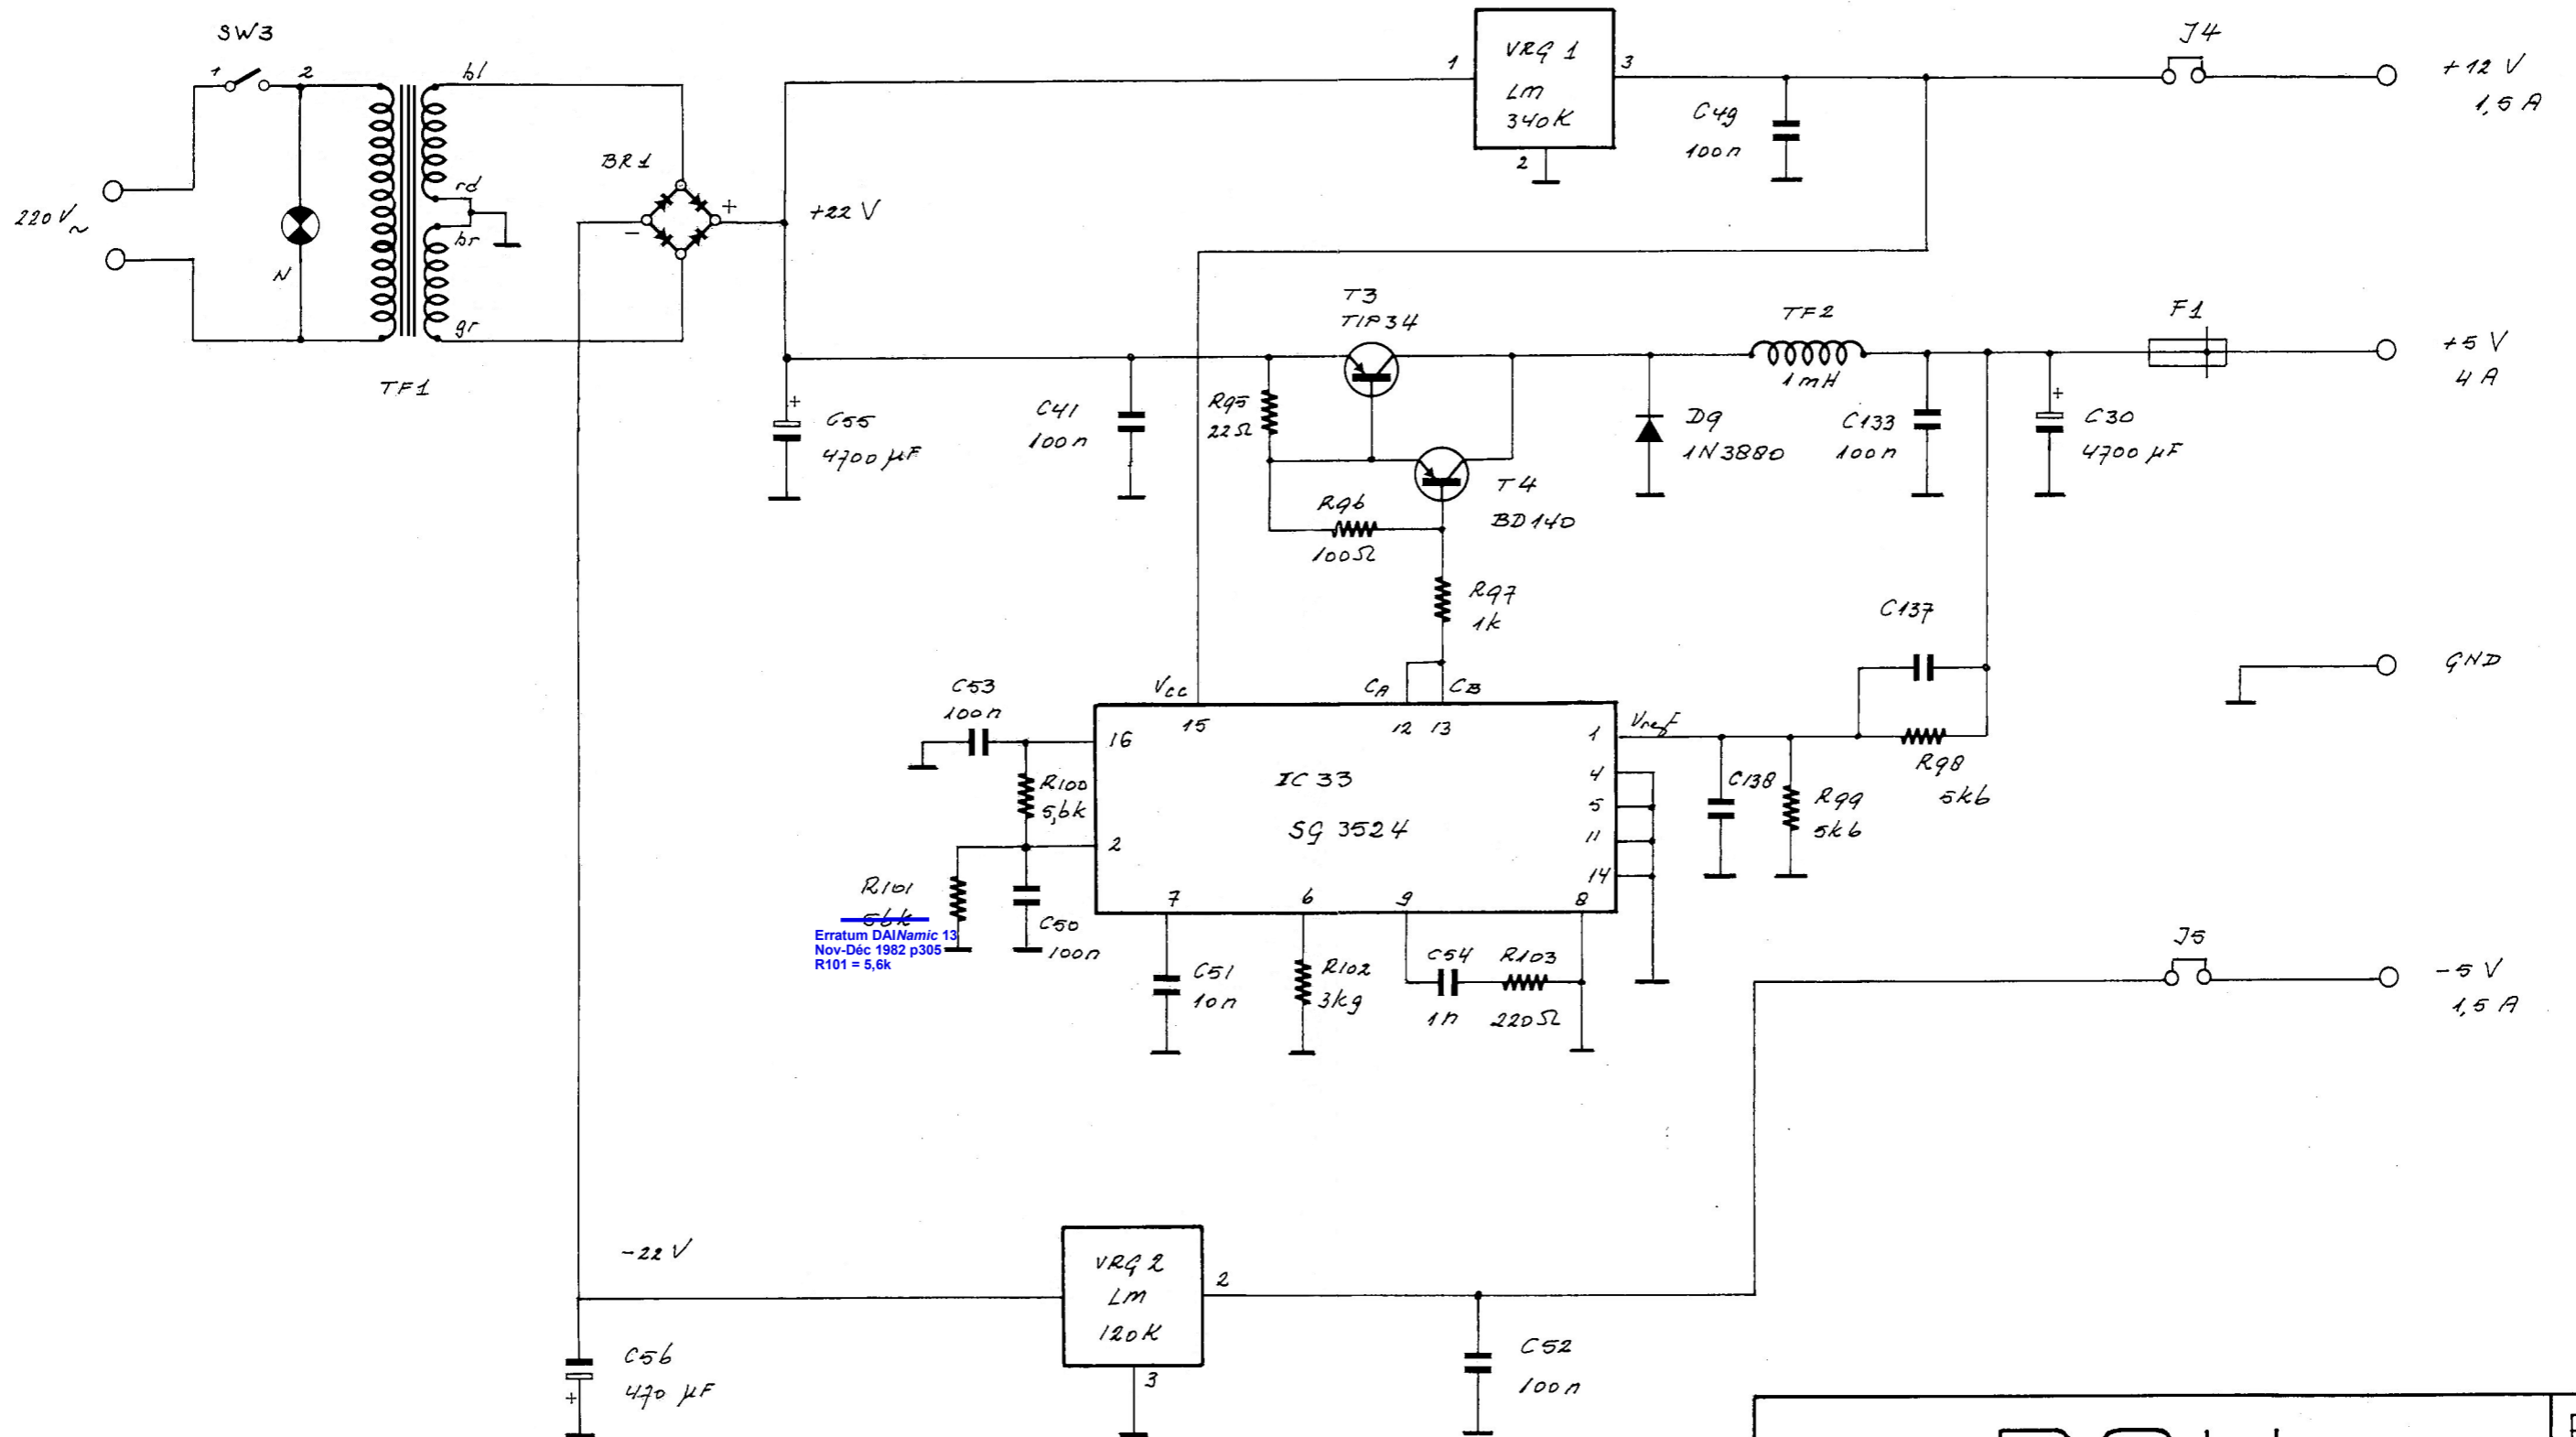 SW3
1
2
220V~
N
bl
rd
br
gr
TF1
BR1
+
−
+22 V
1
VRG 1
LM
340K
3
2
C49
100n
J4
+12 V
1,5 A
+
C55
4700 µF
C41
100n
R95
22Ω
T3
TIP34
T4
BD140
R96
100Ω
R97
1k
D9
1N3880
TF2
1mH
C133
100n
+
C30
4700 µF
F1
+5 V
4 A
C137
R98
5k6
C138
R99
5k6
GND
C53
100n
R100
5,6k
R101
56k
Erratum DAINamic 13
Nov-Déc 1982 p305
R101 = 5,6k
C50
100n
VCC
CA
CB
Vref
16
15
12
13
1
IC 33
SG 3524
4
5
11
14
2
7
6
9
8
C51
10n
R102
3k9
C54
1n
R103
220Ω
J5
-5 V
1,5 A
-22 V
VRG 2
LM
120K
2
3
C56
470 µF
+
C52
100n